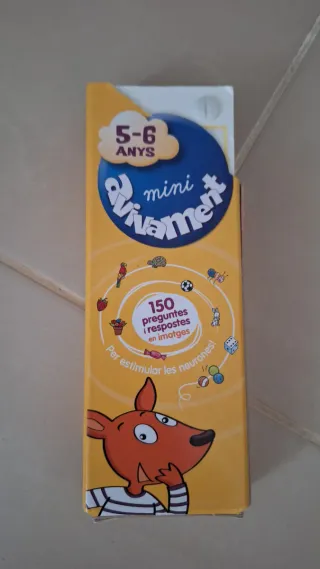 5-6
ANYS
mini
avivament
150
preguntes
i respostes
en imatges
Per estimular les neurones!